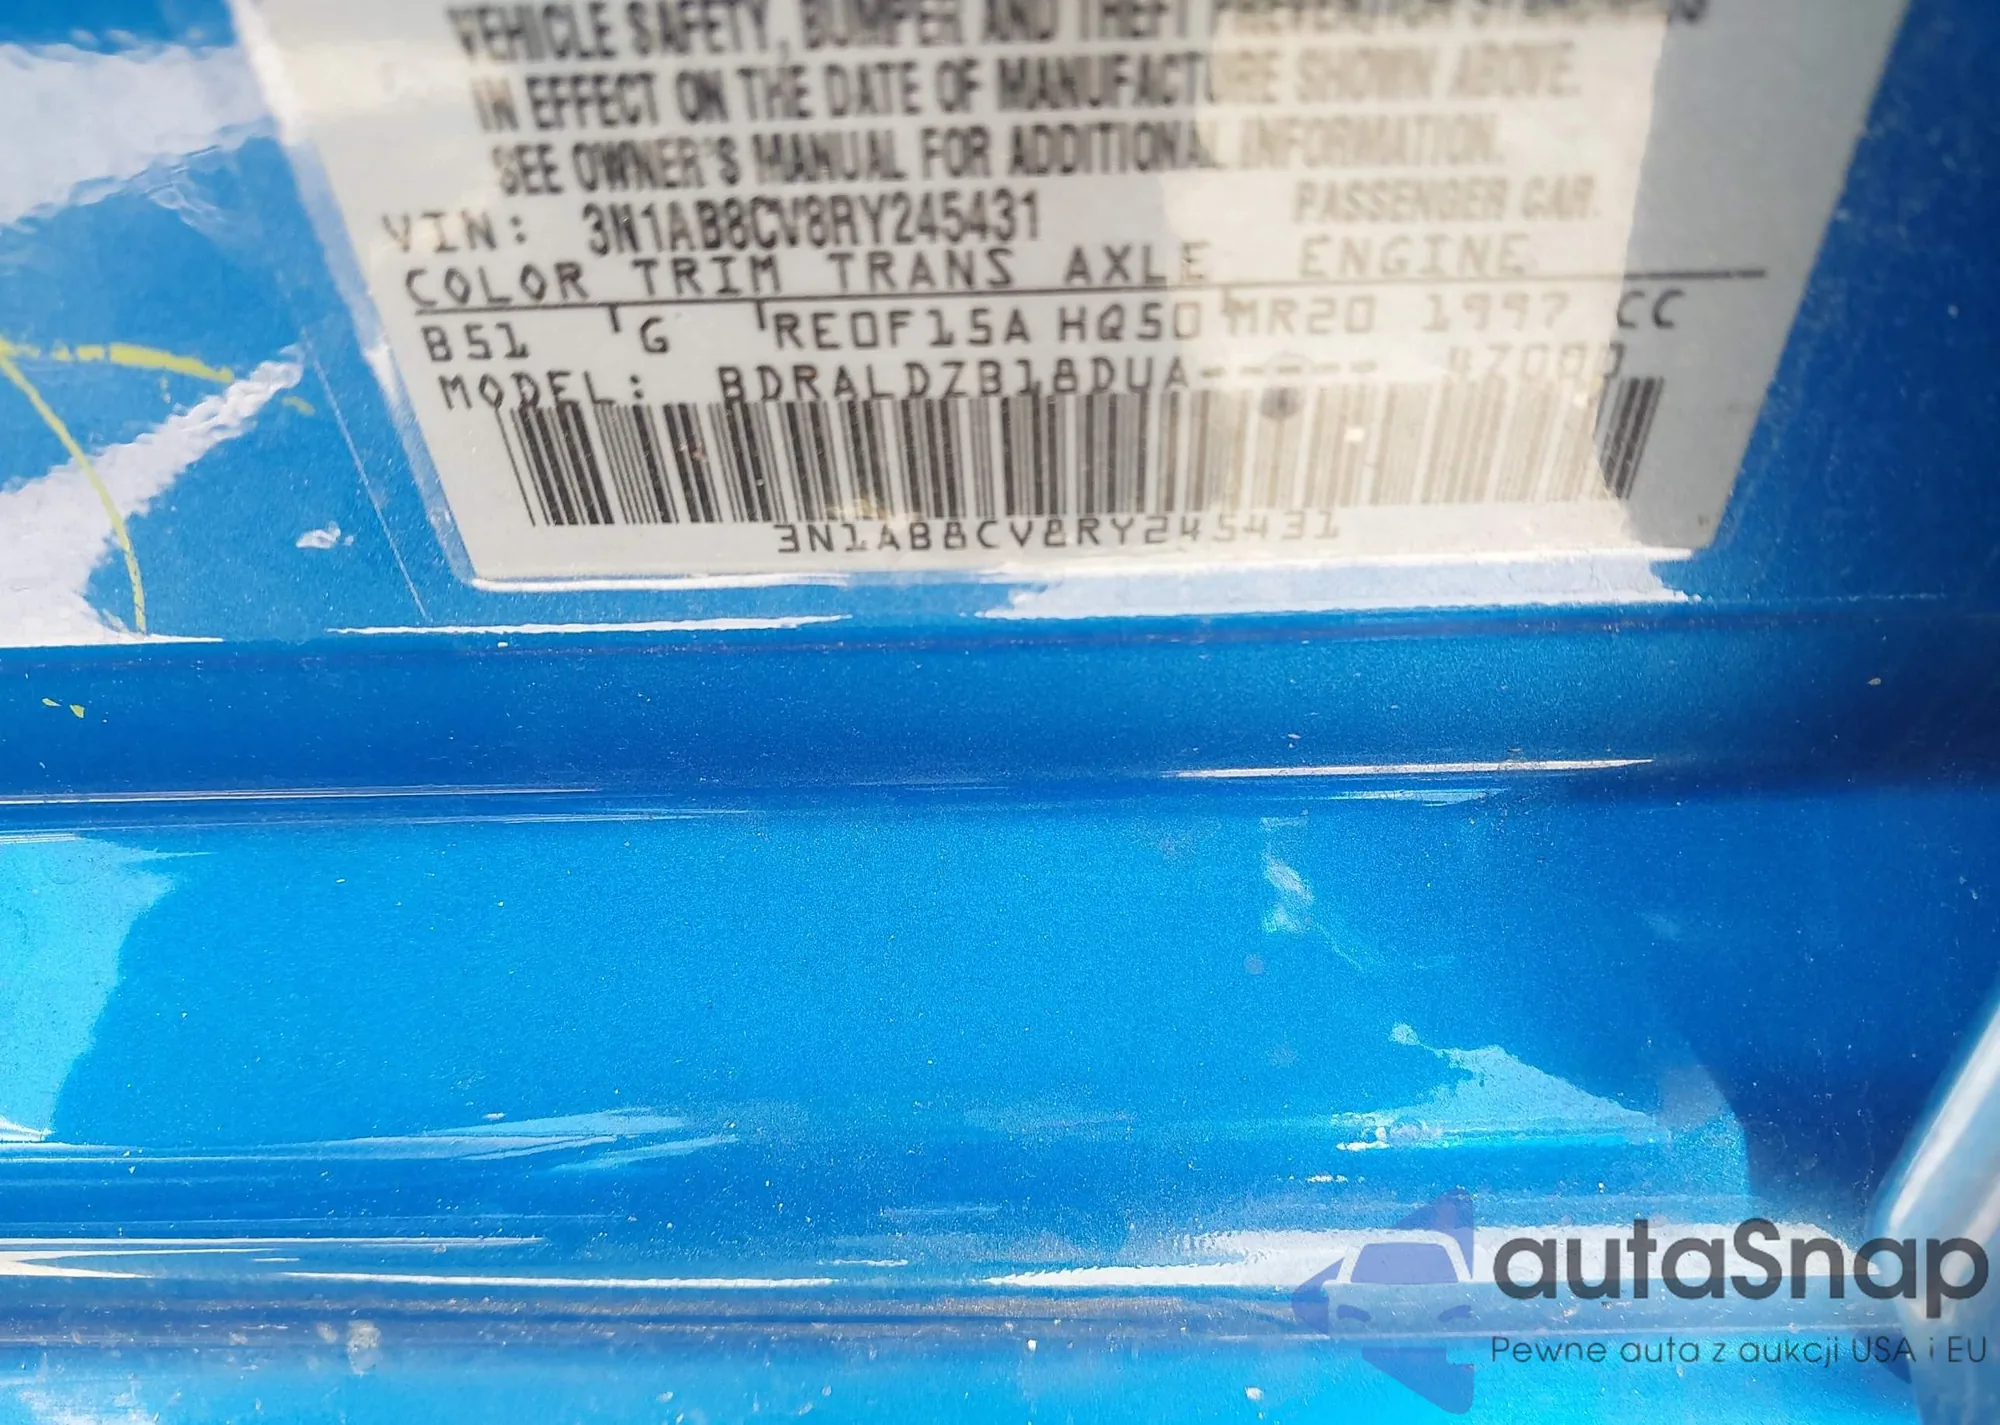 VEHICLE SAFETY, BUMPER AND THEFT PREVENTION STANDARDS
IN EFFECT ON THE DATE OF MANUFACTURE SHOWN ABOVE.
SEE OWNER'S MANUAL FOR ADDITIONAL INFORMATION.
VIN: 3N1AB8CV8RY245431 PASSENGER CAR.
COLOR TRIM TRANS AXLE ENGINE
B51 G RE0F15A HQ50 MR20 1997 CC
MODEL: BDRALDZB18DUA-----
3N1AB8CV8RY245431
autaSnap
Pewne auta z aukcji USA i EU